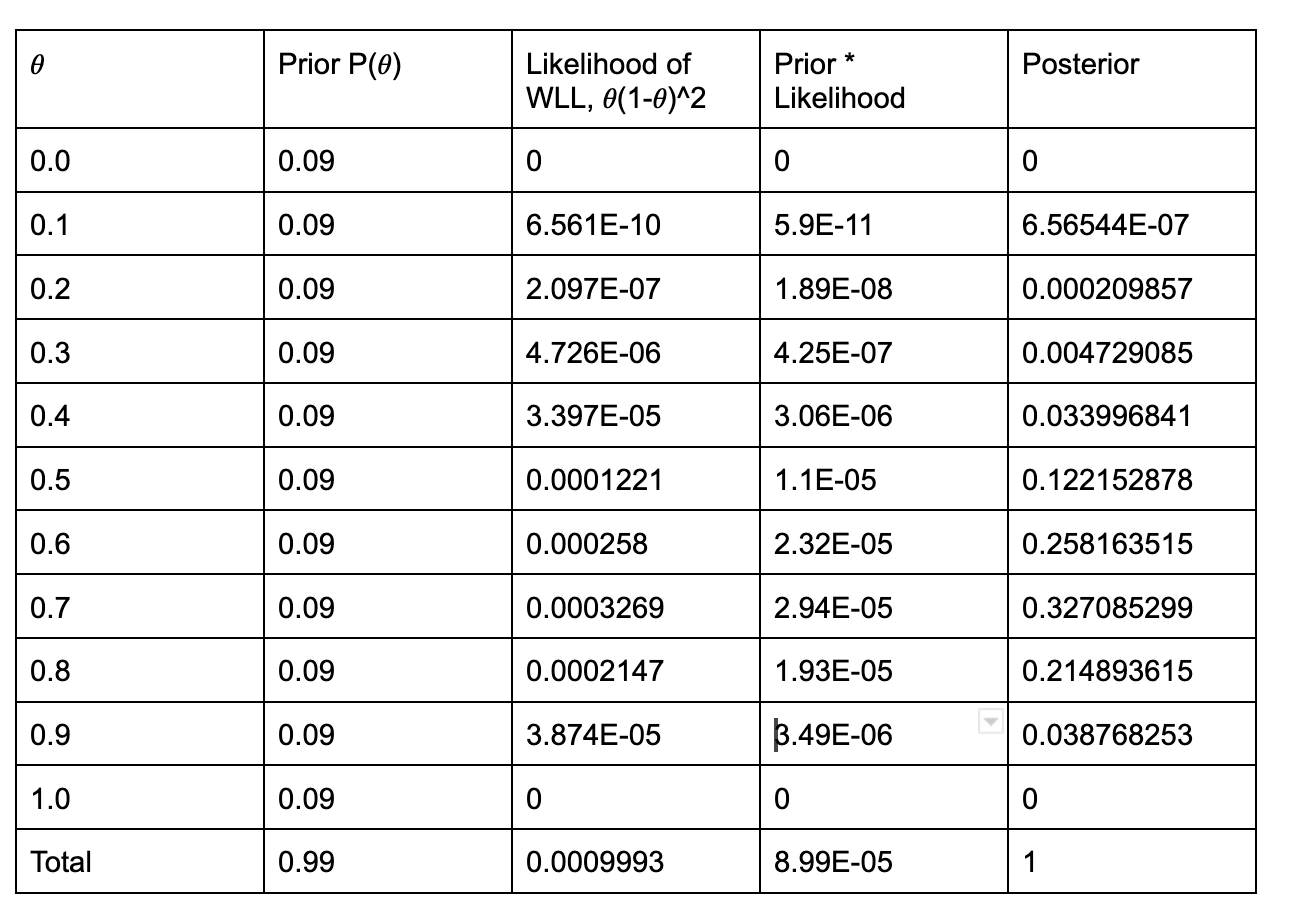 θ Prior P(θ) Likelihood of Prior * Posterior
WLL, θ(1-θ)^2 Likelihood
0.0 0.09 0 0 0
0.1 0.09 6.561E-10 5.9E-11 6.56544E-07
0.2 0.09 2.097E-07 1.89E-08 0.000209857
0.3 0.09 4.726E-06 4.25E-07 0.004729085
0.4 0.09 3.397E-05 3.06E-06 0.033996841
0.5 0.09 0.0001221 1.1E-05 0.122152878
0.6 0.09 0.000258 2.32E-05 0.258163515
0.7 0.09 0.0003269 2.94E-05 0.327085299
0.8 0.09 0.0002147 1.93E-05 0.214893615
0.9 0.09 3.874E-05 3.49E-06 0.038768253
1.0 0.09 0 0 0
Total 0.99 0.0009993 8.99E-05 1